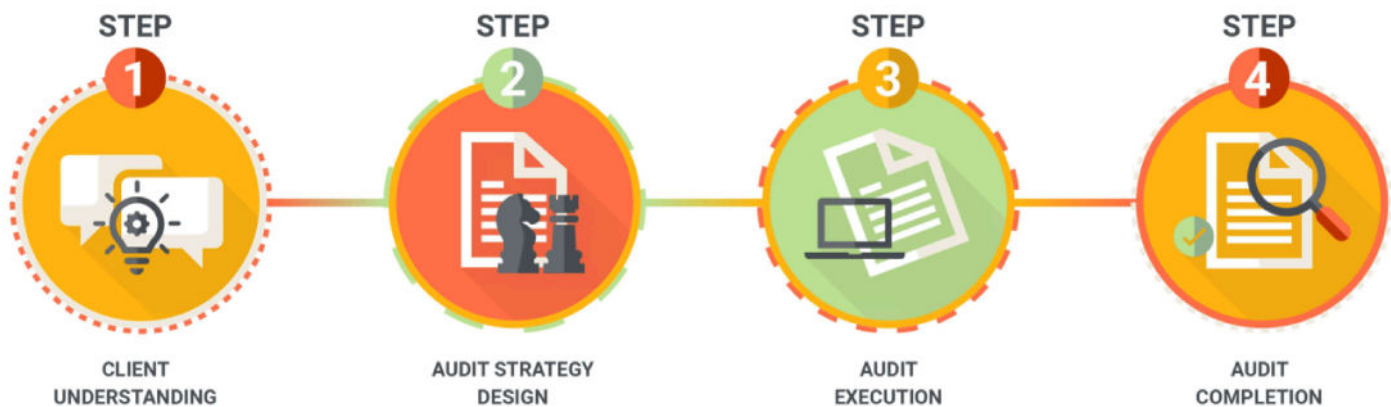 STEP
1
CLIENT
UNDERSTANDING
STEP
2
AUDIT STRATEGY
DESIGN
STEP
3
AUDIT
EXECUTION
STEP
4
AUDIT
COMPLETION